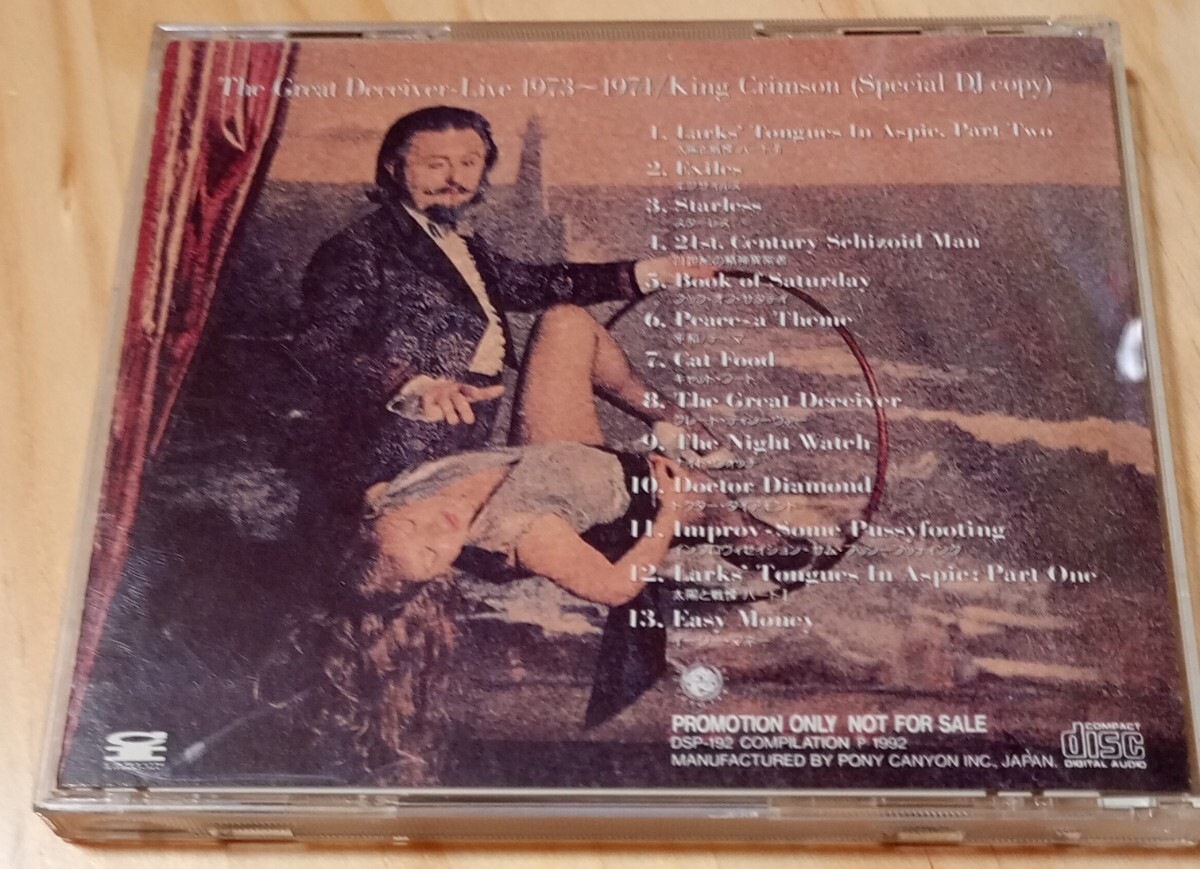 The Great Deceiver-Live 1973~1974/King Crimson (Special DJ copy)
1. Larks' Tongues In Aspic, Part Two
太陽と戦慄 パートII
2. Exiles
エグザイルス
3. Starless
スターレス
4. 21st. Century Schizoid Man
21世紀の精神異常者
5. Book of Saturday
ブック・オブ・サタデイ
6. Peace-a Theme
平和/テーマ
7. Cat Food
キャット・フード
8. The Great Deceiver
9. The Night Watch
10. Doctor Diamond
ドクター・ダイアモンド
11. Improv-Some Pussyfooting
インプロヴィゼイション・サム・プッシーフッティング
12. Larks' Tongues In Aspic: Part One
太陽と戦慄 パートI
13. Easy Money
イージー・マネー
PROMOTION ONLY NOT FOR SALE
DSP-192 COMPILATION P 1992
MANUFACTURED BY PONY CANYON INC., JAPAN.
COMPACT
disc
DIGITAL AUDIO